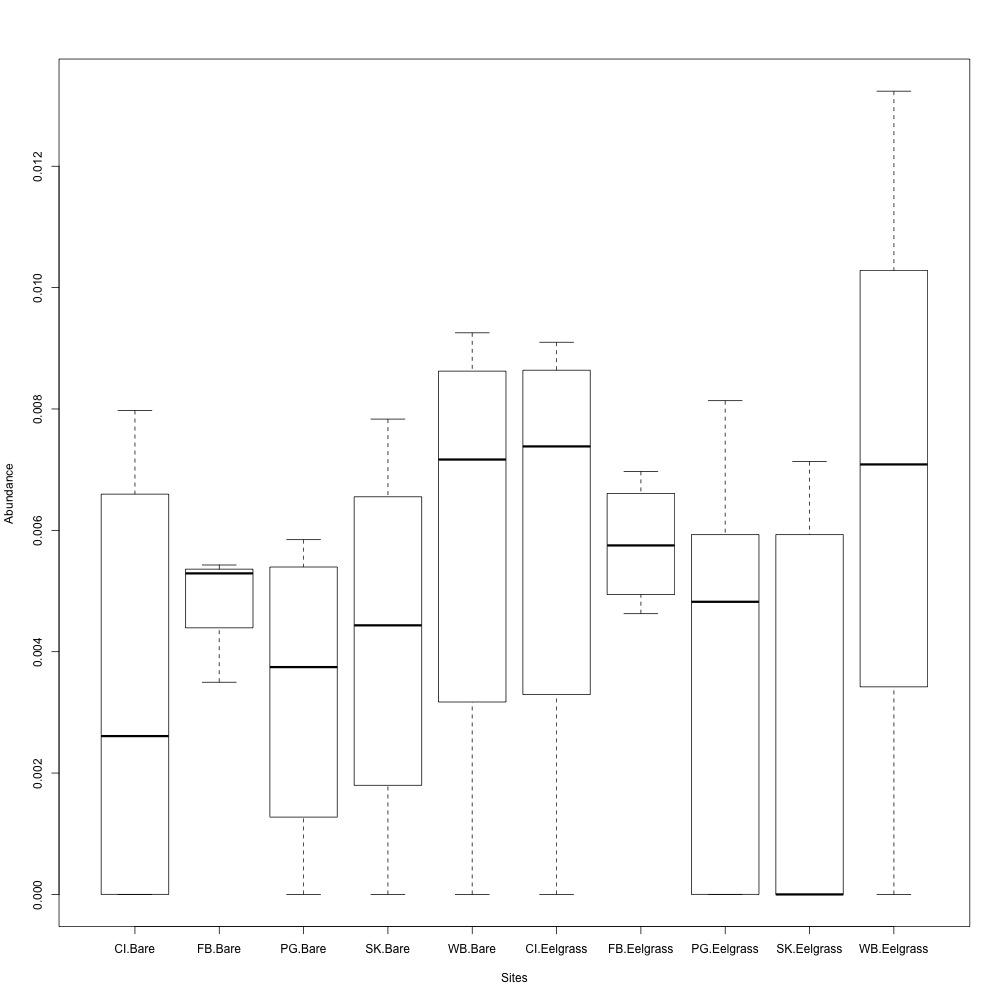 0.012
0.010
0.008
0.006
0.004
0.002
0.000
Abundance
CI.Bare FB.Bare PG.Bare SK.Bare WB.Bare CI.Eelgrass FB.Eelgrass PG.Eelgrass SK.Eelgrass WB.Eelgrass
Sites